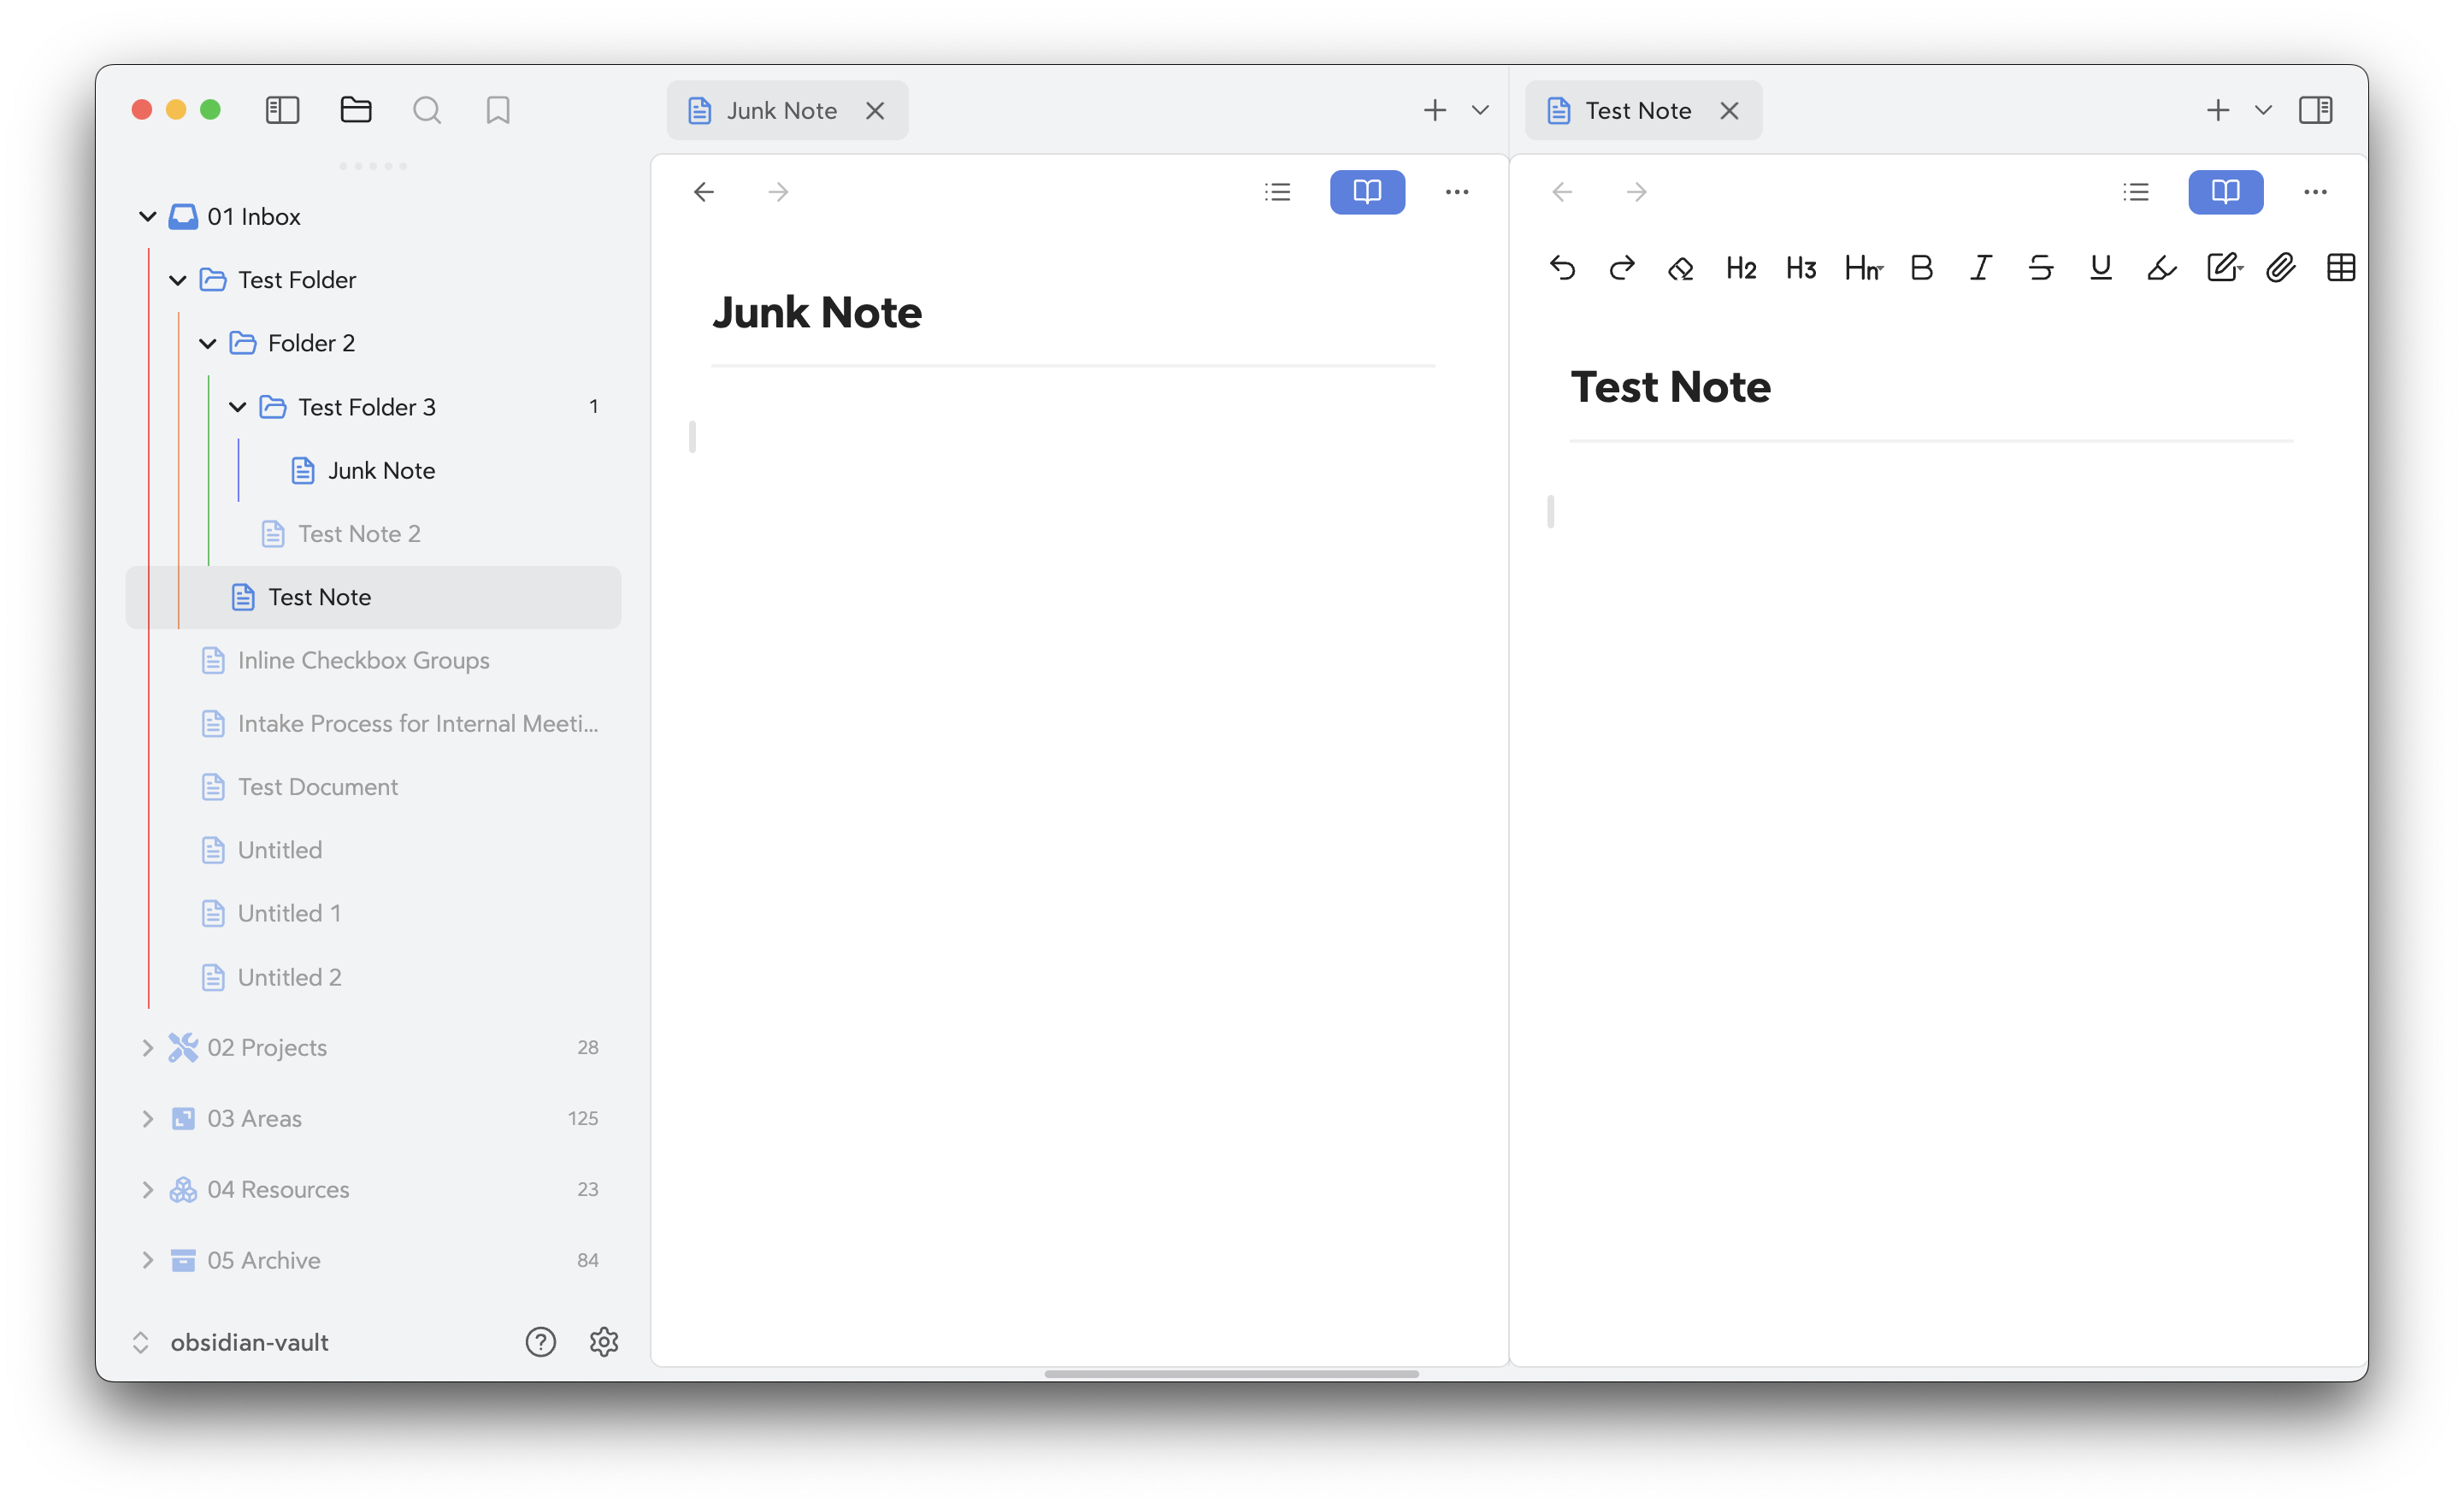 Junk Note
Test Note
01 Inbox
Test Folder
Folder 2
Test Folder 3 1
Junk Note
Test Note 2
Test Note
Inline Checkbox Groups
Intake Process for Internal Meeti...
Test Document
Untitled
Untitled 1
Untitled 2
02 Projects 28
03 Areas 125
04 Resources 23
05 Archive 84
obsidian-vault
Junk Note
H2 H3 Hn B I S U
Test Note